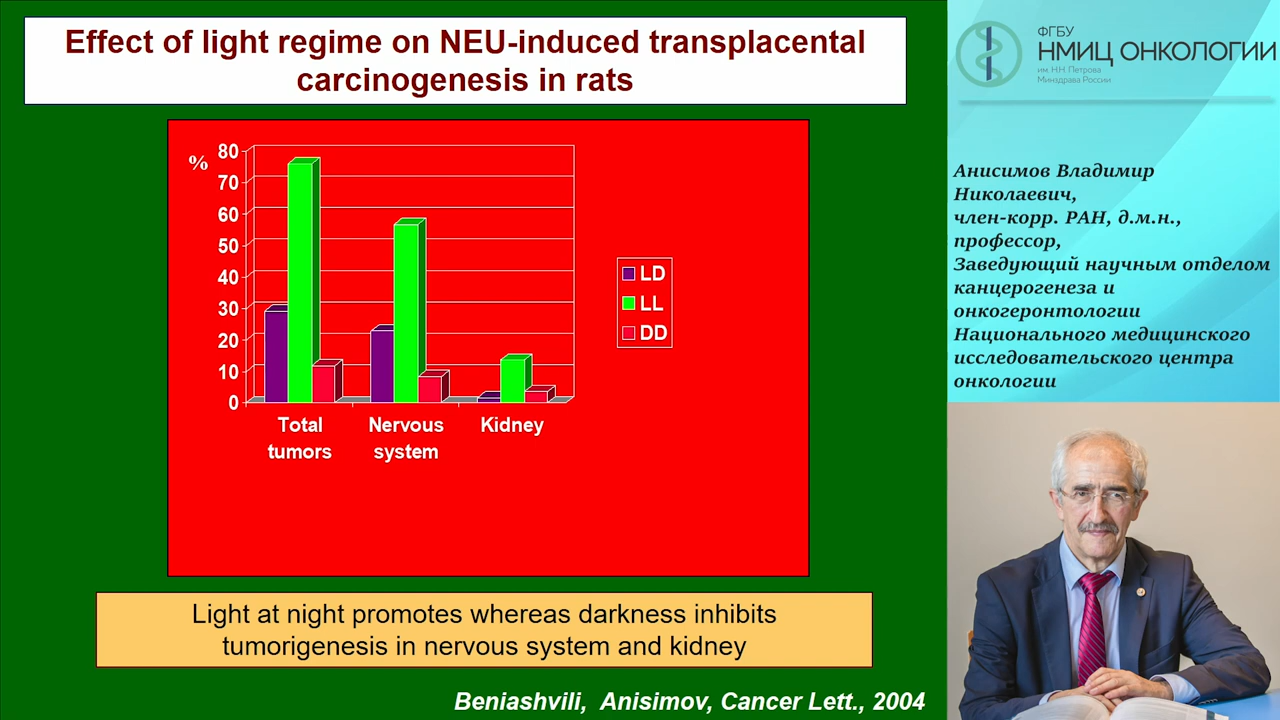 Effect of light regime on NEU-induced transplacental
carcinogenesis in rats
%
80
70
60
50
40
30
20
10
0
Total
tumors
Nervous
system
Kidney
LD
LL
DD
Light at night promotes whereas darkness inhibits
tumorigenesis in nervous system and kidney
Beniashvili, Anisimov, Cancer Lett., 2004
ФГБУ
НМИЦ ОНКОЛОГИИ
им. Н.Н. Петрова
Минздрава России
Анисимов Владимир
Николаевич,
член-корр. РАН, д.м.н.,
профессор,
Заведующий научным отделом
канцерогенеза и
онкогеронтологии
Национального медицинского
исследовательского центра
онкологии